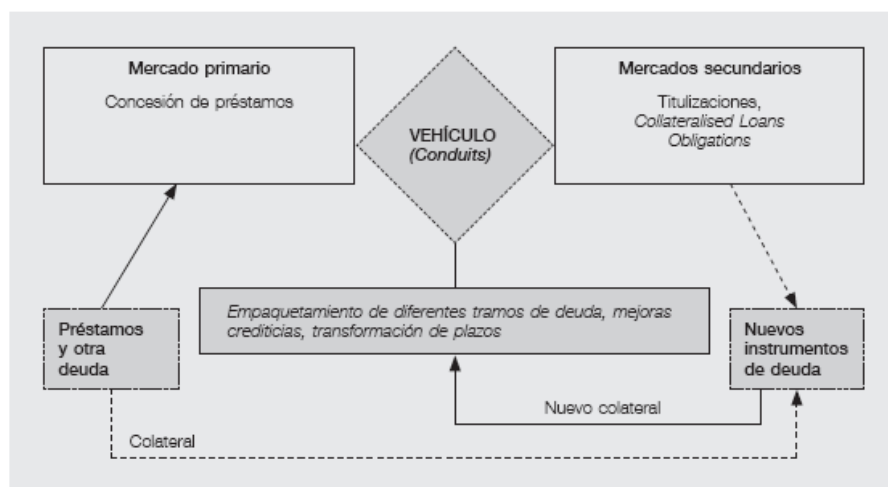 Mercado primario
Concesión de préstamos
VEHÍCULO
(Conduits)
Mercados secundarios
Titulizaciones,
Collateralised Loans
Obligations
Préstamos
y otra
deuda
Empaquetamiento de diferentes tramos de deuda, mejoras
crediticias, transformación de plazos
Nuevos
instrumentos
de deuda
Nuevo colateral
Colateral